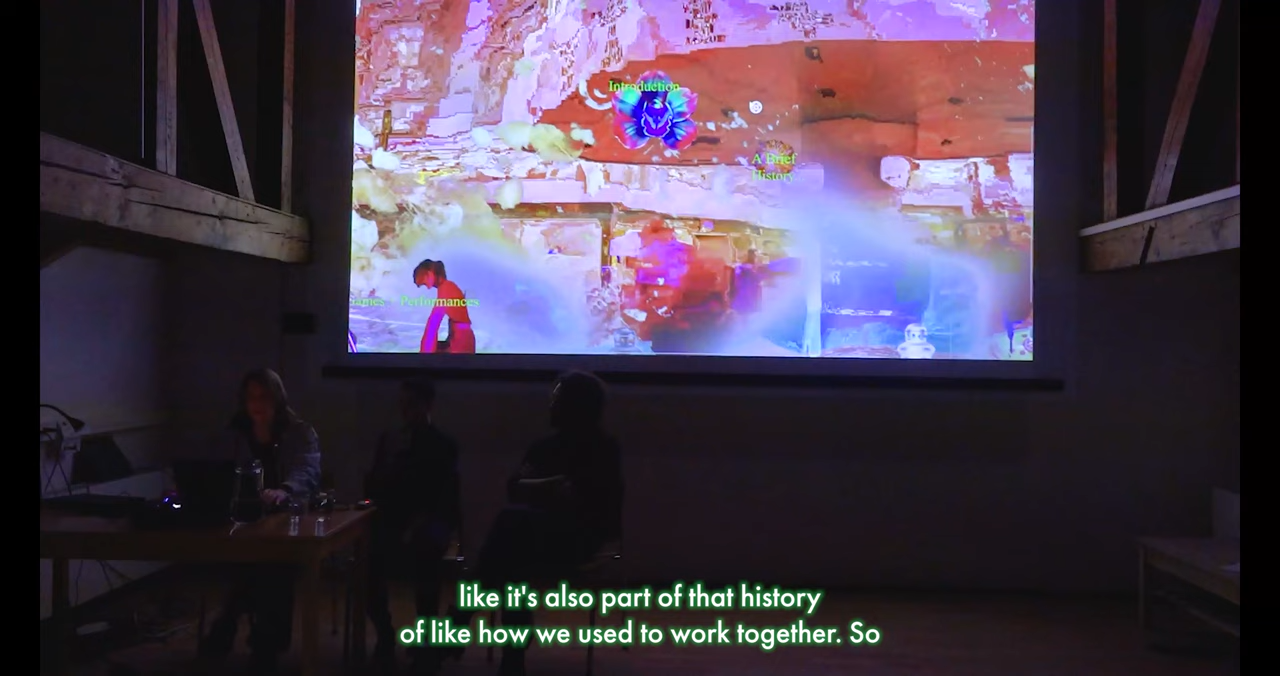 Introduction
A Brief
History
Performances
like it's also part of that history
of like how we used to work together. So